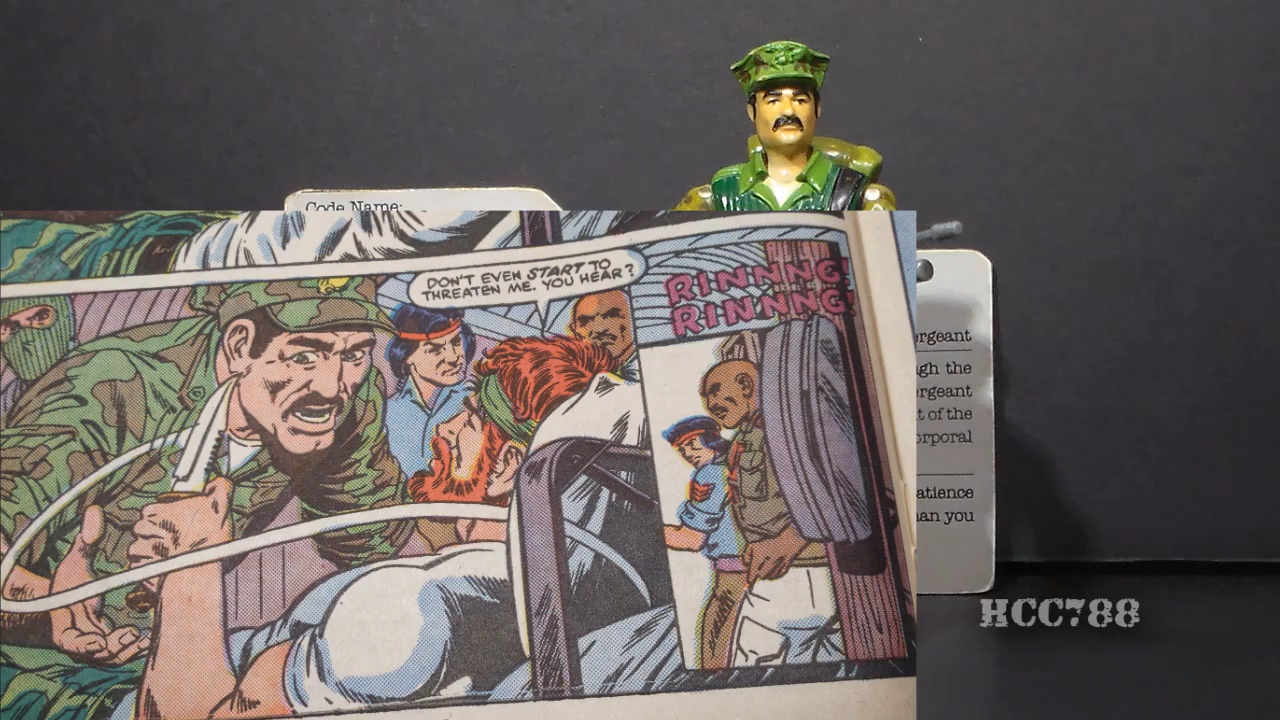 Code Name:
DON'T EVEN START TO
THREATEN ME. YOU HEAR?
RINNNG!
RINNNG!
ergeant
gh the
ergeant
t of the
orporal
atience
an you
HCC788